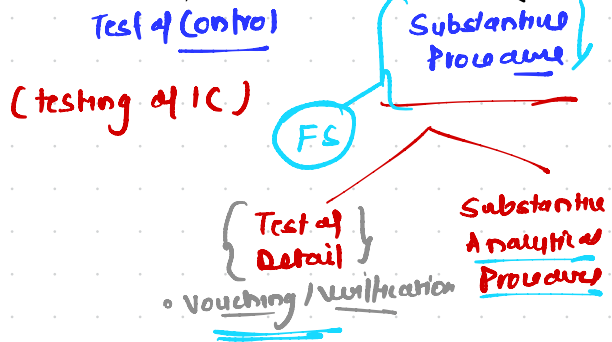 Test of Control
Substantive
Procedure
(testing of IC)
FS
Test of
Detail
Substantive
Analytical
Procedure
• Vouching / Verification